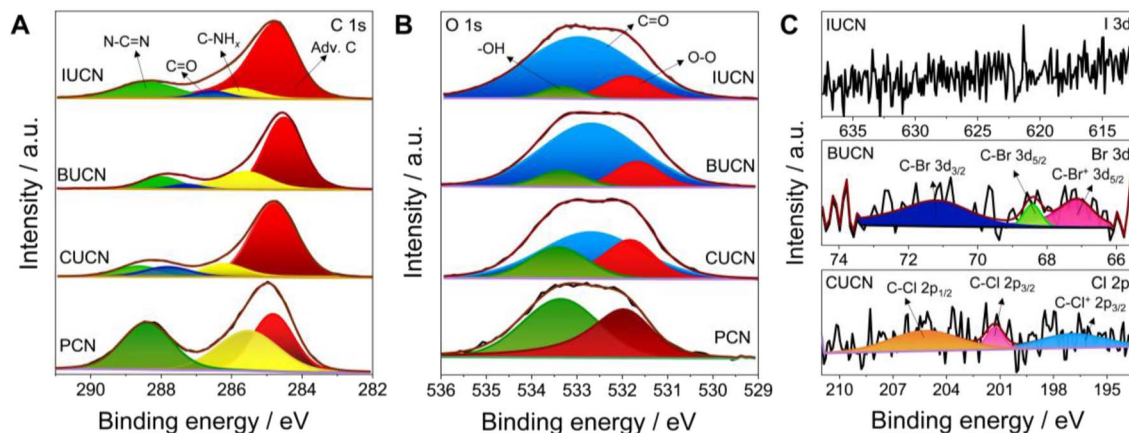 A
C 1s
N-C=N
C=O
C-NHₓ
Adv. C
IUCN
BUCN
CUCN
PCN
Intensity / a.u.
290 288 286 284 282
Binding energy / eV
B
O 1s
-OH
C=O
O-O
IUCN
BUCN
CUCN
PCN
Intensity / a.u.
536 535 534 533 532 531 530 529
Binding energy / eV
C
I 3d
IUCN
635 630 625 620 615
BUCN
Br 3d
C-Br 3d₃/₂
C-Br 3d₅/₂
C-Br⁺ 3d₅/₂
74 72 70 68 66
CUCN
Cl 2p
C-Cl 2p₁/₂
C-Cl 2p₃/₂
C-Cl⁺ 2p₃/₂
210 207 204 201 198 195
Intensity / a.u.
Binding energy / eV